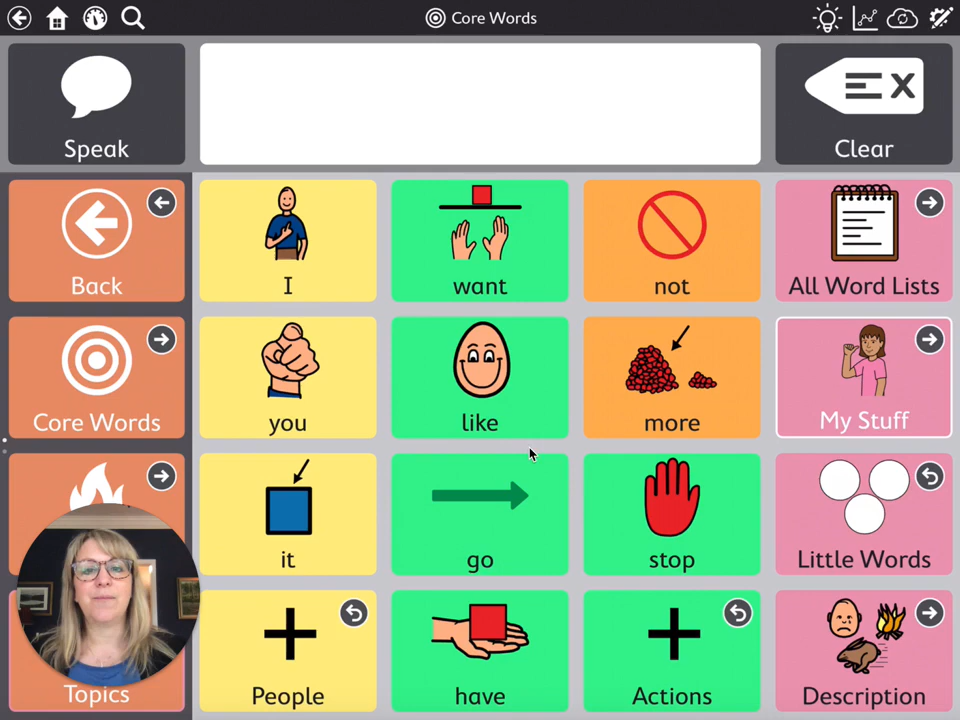 Core Words
Speak
Clear
Back
I
want
not
All Word Lists
Core Words
you
like
more
My Stuff
it
go
stop
Little Words
Topics
People
have
Actions
Description